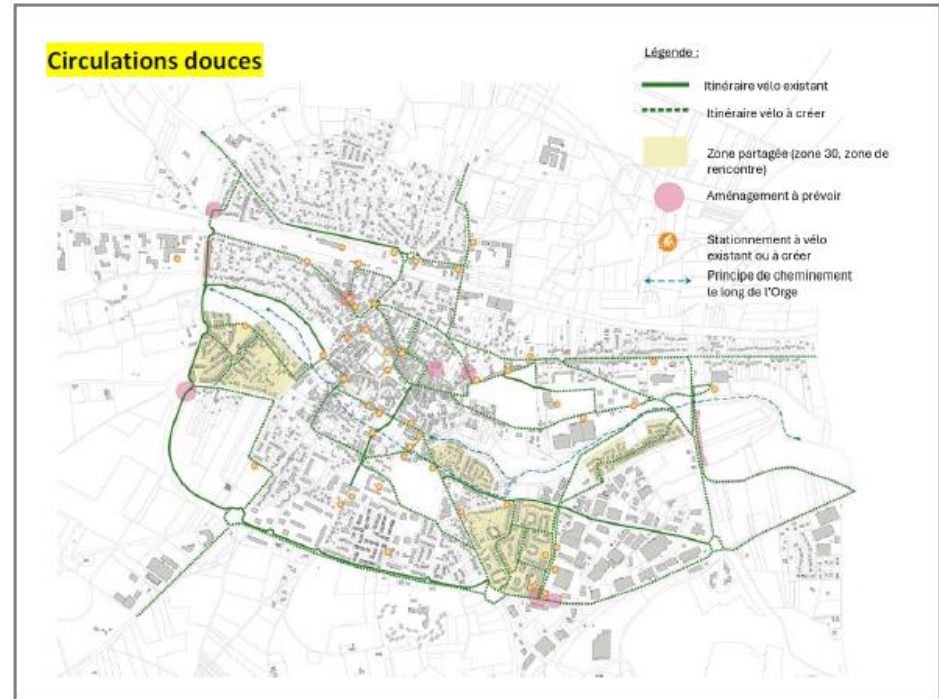 Circulations douces
Légende :
Itinéraire vélo existant
Itinéraire vélo à créer
Zone partagée (zone 30, zone de
rencontre)
Aménagement à prévoir
Stationnement à vélo
existant ou à créer
Principe de cheminement
le long de l'Orge